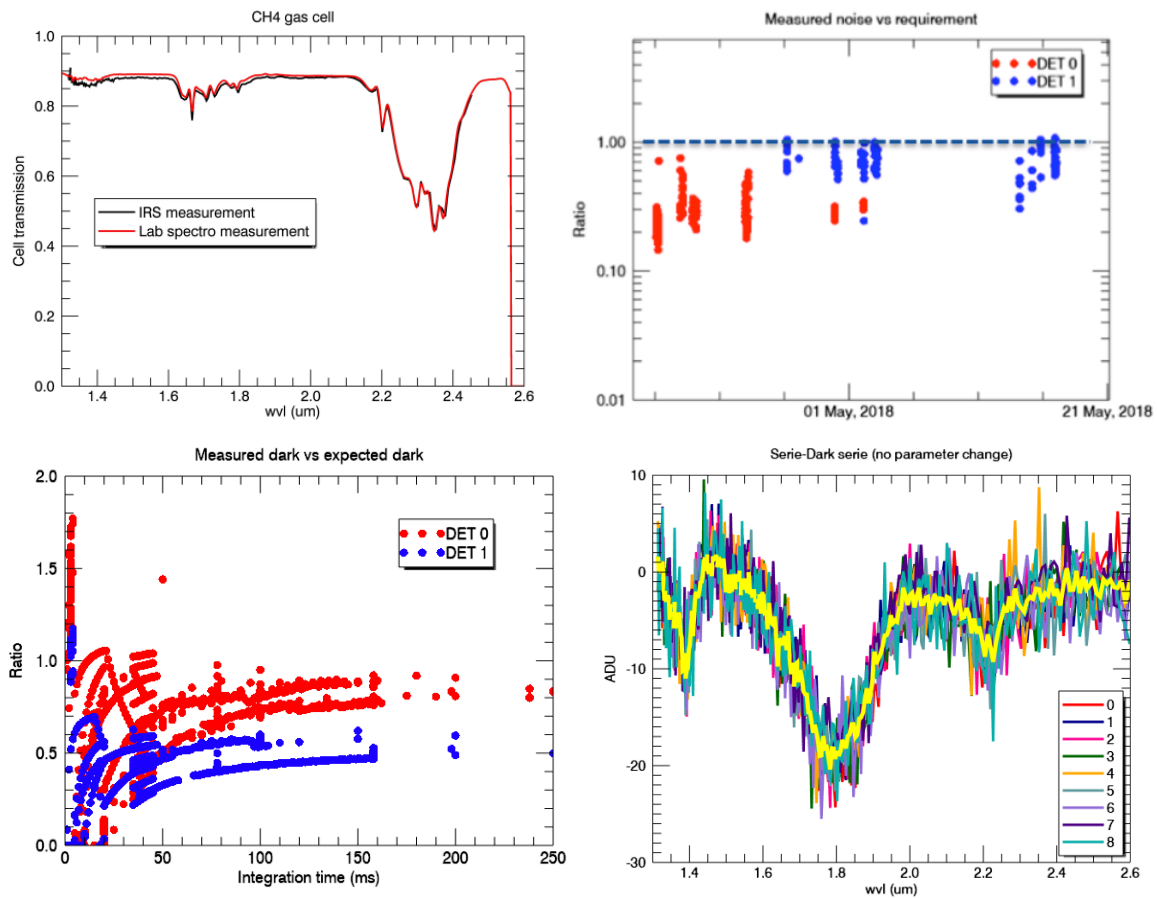 CH4 gas cell
1.0
0.8
0.6
0.4
0.2
0.0
Cell transmission
IRS measurement
Lab spectro measurement
1.4 1.6 1.8 2.0 2.2 2.4 2.6
wvl (um)
Measured noise vs requirement
DET 0
DET 1
1.00
0.10
0.01
Ratio
01 May, 2018 21 May, 2018
Measured dark vs expected dark
2.0
1.5
1.0
0.5
0.0
Ratio
DET 0
DET 1
0 50 100 150 200 250
Integration time (ms)
Serie-Dark serie (no parameter change)
10
0
-10
-20
-30
ADU
0
1
2
3
4
5
6
7
8
1.4 1.6 1.8 2.0 2.2 2.4 2.6
wvl (um)